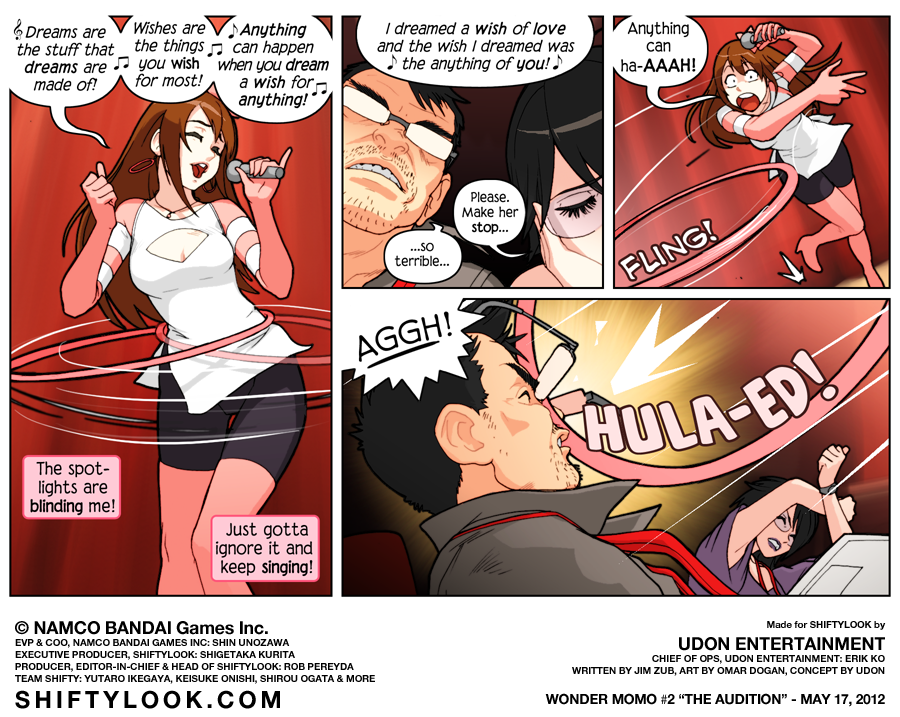 Dreams are
the stuff that
dreams are
made of!
Wishes are
the things
you wish
for most!
Anything
can happen
when you dream
a wish for
anything!
The spot-
lights are
blinding me!
Just gotta
ignore it and
keep singing!
I dreamed a wish of love
and the wish I dreamed was
the anything of you!
...so
terrible...
Please.
Make her
stop...
Anything
can
ha-AAAH!
FLING!
AGGH!
HULA-ED!
© NAMCO BANDAI Games Inc.
EVP & COO, NAMCO BANDAI GAMES INC: SHIN UNOZAWA
EXECUTIVE PRODUCER, SHIFTYLOOK: SHIGETAKA KURITA
PRODUCER, EDITOR-IN-CHIEF & HEAD OF SHIFTYLOOK: ROB PEREYDA
TEAM SHIFTY: YUTARO IKEGAYA, KEISUKE ONISHI, SHIROU OGATA & MORE
SHIFTYLOOK.COM
Made for SHIFTYLOOK by
UDON ENTERTAINMENT
CHIEF OF OPS, UDON ENTERTAINMENT: ERIK KO
WRITTEN BY JIM ZUB, ART BY OMAR DOGAN, CONCEPT BY UDON
WONDER MOMO #2 “THE AUDITION” - MAY 17, 2012